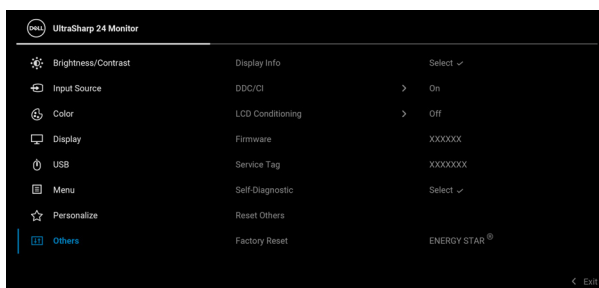 DELL UltraSharp 24 Monitor
Brightness/Contrast Display Info Select ✓
Input Source DDC/CI > On
Color LCD Conditioning > Off
Display Firmware XXXXXX
USB Service Tag XXXXXXX
Menu Self-Diagnostic Select ✓
Personalize Reset Others
Others Factory Reset ENERGY STAR®
< Exit